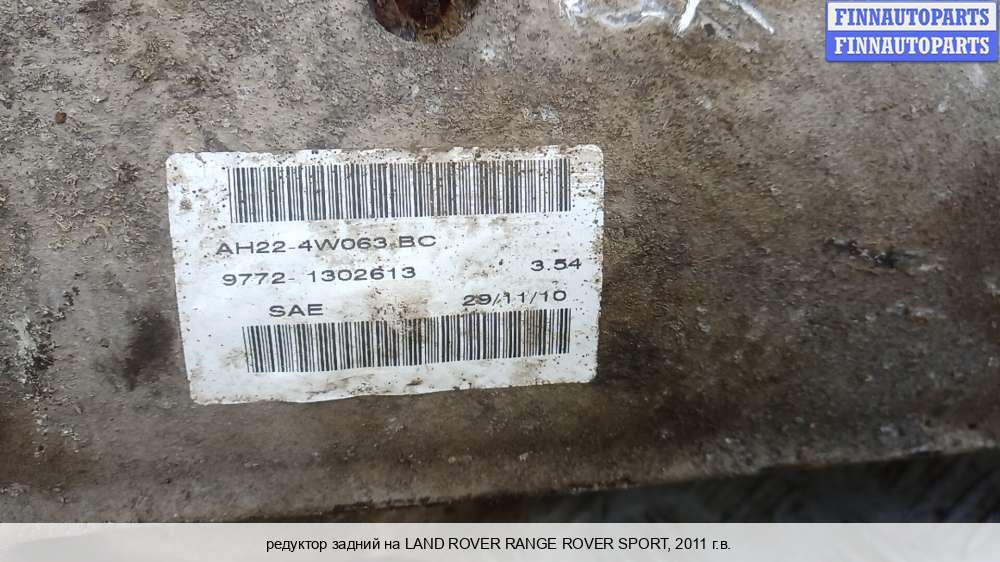 FINNAUTOPARTS
FINNAUTOPARTS
AH22-4W063-BC
9772- 1302613 3.54
SAE 29/11/10
редуктор задний на LAND ROVER RANGE ROVER SPORT, 2011 г.в.